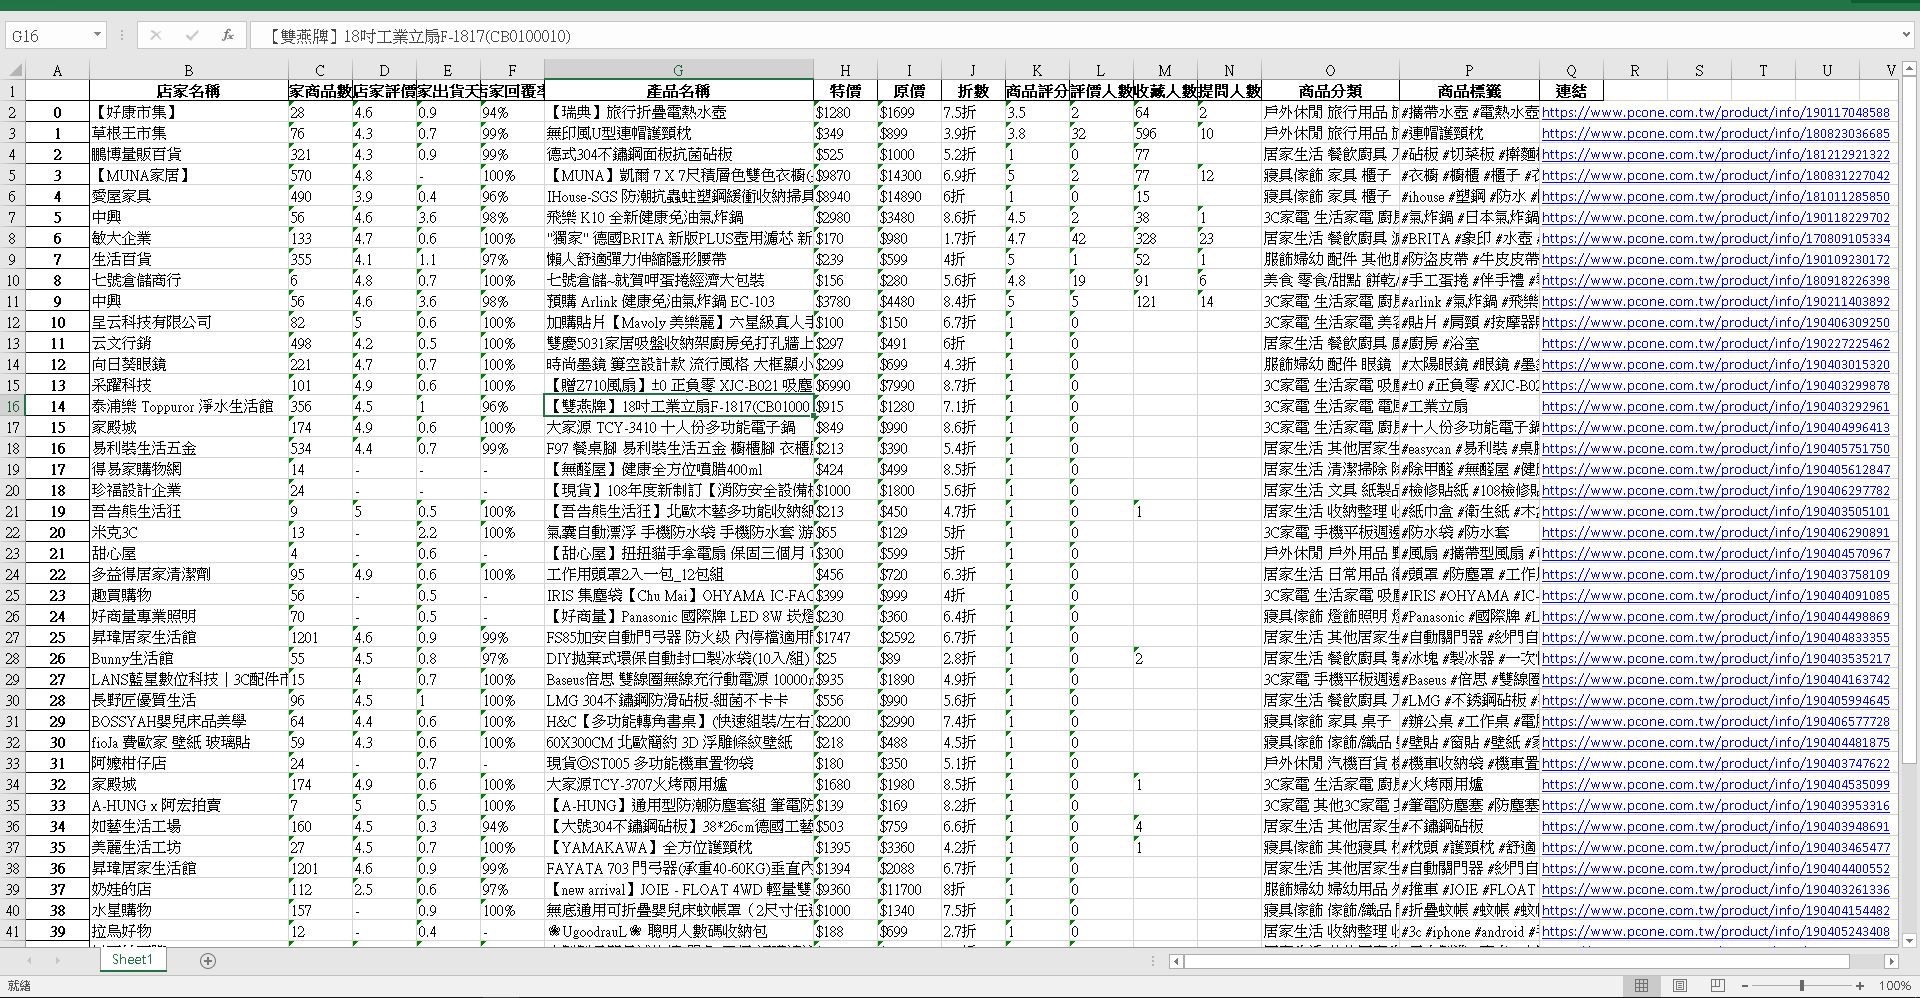 G16 fx 【雙燕牌】18吋工業立扇F-1817(CB0100010)
A B C D E F G H I J K L M N O P Q R S T U V
1 店家名稱 家商品數 店家評價 家出貨天 店家回覆率 產品名稱 特價 原價 折數 商品評分 評價人數 收藏人數 提問人數 商品分類 商品標籤 連結
2 0 【好康市集】 28 4.6 0.9 94% 【瑞典】旅行折疊電熱水壺 $1280 $1699 7.5折 3.5 2 64 2 戶外休閒 旅行用品 #攜帶水壺 #電熱水壺 https://www.pcone.com.tw/product/info/190117048588
3 1 草根王市集 76 4.3 0.7 99% 無印風U型連帽護頸枕 $349 $899 3.9折 3.8 32 596 10 戶外休閒 旅行用品 #連帽護頸枕 https://www.pcone.com.tw/product/info/180823036685
4 2 鵬博量販百貨 321 4.3 0.9 99% 德式304不鏽鋼面板抗菌砧板 $525 $1000 5.2折 1 0 77 居家生活 餐飲廚具 #砧板 #切菜板 #擀麵 https://www.pcone.com.tw/product/info/181212921322
5 3 【MUNA家居】 570 4.8 - 100% 【MUNA】凱爾 7 X 7尺積層色雙色衣櫥( $9870 $14300 6.9折 5 2 77 12 寢具傢飾 家具 櫃子 #衣櫥 #櫥櫃 #櫃子 https://www.pcone.com.tw/product/info/180831227042
6 4 愛屋家具 490 3.9 0.4 96% IHouse-SGS 防潮抗蟲蛀塑鋼緩衝收納掃具 $8940 $14890 6折 1 0 15 寢具傢飾 家具 櫃子 #ihouse #塑鋼 #防水 https://www.pcone.com.tw/product/info/181011285850
7 5 中興 56 4.6 3.6 98% 飛樂 K10 全新健康免油氣炸鍋 $2980 $3480 8.6折 4.5 2 38 1 3C家電 生活家電 廚 #氣炸鍋 #日本氣炸鍋 https://www.pcone.com.tw/product/info/190118229702
8 6 敏大企業 133 4.7 0.6 100% "獨家" 德國BRITA 新版PLUS壺用濾芯 新 $170 $980 1.7折 4.7 42 328 23 居家生活 餐飲廚具 #BRITA #象印 #水壺 https://www.pcone.com.tw/product/info/170809105334
9 7 生活百貨 355 4.1 1.1 97% 懶人舒適彈力伸縮隱形腰帶 $239 $599 4折 5 1 52 1 服飾婦幼 配件 其他 #防盜皮帶 #牛皮皮帶 https://www.pcone.com.tw/product/info/190109230172
10 8 七號倉儲商行 6 4.8 0.7 100% 七號倉儲~就賀呷蛋捲經濟大包裝 $156 $280 5.6折 4.8 19 91 6 美食 零食/甜點 餅乾 #手工蛋捲 #伴手禮 https://www.pcone.com.tw/product/info/180918226398
11 9 中興 56 4.6 3.6 98% 預購 Arlink 健康免油氣炸鍋 EC-103 $3780 $4480 8.4折 5 5 121 14 3C家電 生活家電 廚 #arlink #氣炸鍋 #飛樂 https://www.pcone.com.tw/product/info/190211403892
12 10 星云科技有限公司 82 5 0.6 100% 加購貼片【Mavoly 美樂麗】六星級真人手 $100 $150 6.7折 1 0 3C家電 生活家電 美 #貼片 #肩頸 #按摩器 https://www.pcone.com.tw/product/info/190406309250
13 11 云文行銷 498 4.2 0.5 100% 雙慶5031家居吸盤收納架廚房免打孔牆上 $297 $491 6折 1 0 居家生活 餐飲廚具 #廚房 #浴室 https://www.pcone.com.tw/product/info/190227225462
14 12 向日葵眼鏡 221 4.7 0.7 100% 時尚墨鏡 簍空設計款 流行風格 大框顯小 $299 $699 4.3折 1 0 服飾婦幼 配件 眼鏡 #太陽眼鏡 #眼鏡 #墨 https://www.pcone.com.tw/product/info/190403015320
15 13 采躍科技 101 4.9 0.6 100% 【贈Z710風扇】±0 正負零 XJC-B021 吸塵 $6990 $7990 8.7折 1 0 3C家電 生活家電 吸 #±0 #正負零 #XJC-B02 https://www.pcone.com.tw/product/info/190403299878
16 14 泰浦樂 Toppuror 淨水生活館 356 4.5 1 96% 【雙燕牌】18吋工業立扇F-1817(CB01000 $915 $1280 7.1折 1 0 3C家電 生活家電 電 #工業立扇 https://www.pcone.com.tw/product/info/190403292961
17 15 家殿城 174 4.9 0.6 100% 大家源 TCY-3410 十人份多功能電子鍋 $849 $990 8.6折 1 0 3C家電 生活家電 廚 #十人份多功能電子鍋 https://www.pcone.com.tw/product/info/190404996413
18 16 易利裝生活五金 534 4.4 0.7 99% F97 餐桌腳 易利裝生活五金 櫥櫃腳 衣櫃 $213 $390 5.4折 1 0 居家生活 其他居家生 #easycan #易利裝 #桌 https://www.pcone.com.tw/product/info/190405751750
19 17 得易家購物網 14 - - - 【無醛屋】健康全方位噴腊400ml $424 $499 8.5折 1 0 居家生活 清潔掃除 #除甲醛 #無醛屋 #健 https://www.pcone.com.tw/product/info/190405612847
20 18 珍福設計企業 24 - - - 【現貨】108年度新制訂【消防安全設備 $1000 $1800 5.6折 1 0 居家生活 文具 紙製品 #檢修貼紙 #108檢修 https://www.pcone.com.tw/product/info/190406297782
21 19 吾告熊生活狂 9 5 0.5 100% 【吾告熊生活狂】北歐木藝多功能收納 $213 $450 4.7折 1 0 1 居家生活 收納整理 #紙巾盒 #衛生紙 #木 https://www.pcone.com.tw/product/info/190403505101
22 20 米克3C 13 - 2.2 100% 氣囊自動漂浮 手機防水袋 手機防水套 游 $65 $129 5折 1 0 3C家電 手機平板週邊 #防水袋 #防水套 https://www.pcone.com.tw/product/info/190406290891
23 21 甜心屋 4 - 0.6 - 【甜心屋】扭扭貓手拿電扇 保固三個月 $300 $599 5折 1 0 戶外休閒 戶外用品 #風扇 #攜帶型風扇 https://www.pcone.com.tw/product/info/190404570967
24 22 多益得居家清潔劑 95 4.9 0.6 100% 工作用頭罩2入一包_12包組 $456 $720 6.3折 1 0 居家生活 日常用品 #頭罩 #防塵罩 #工作 https://www.pcone.com.tw/product/info/190403758109
25 23 趣買購物 56 - 0.5 - IRIS 集塵袋【Chu Mai】OHYAMA IC-FAC $399 $999 4折 1 0 3C家電 生活家電 吸 #IRIS #OHYAMA #IC- https://www.pcone.com.tw/product/info/190404091085
26 24 好商量專業照明 70 - 0.5 - 【好商量】Panasonic 國際牌 LED 8W 崁燈 $230 $360 6.4折 1 0 寢具傢飾 燈飾照明 #Panasonic #國際牌 #L https://www.pcone.com.tw/product/info/190404498869
27 25 昇瑋居家生活館 1201 4.6 0.9 99% FS85加安自動門弓器 防火級 內停檔適用 $1747 $2592 6.7折 1 0 居家生活 其他居家生 #自動關門器 #紗門自 https://www.pcone.com.tw/product/info/190404833355
28 26 Bunny生活館 55 4.5 0.8 97% DIY拋棄式環保自動封口製冰袋(10入/組) $25 $89 2.8折 1 0 2 居家生活 餐飲廚具 #冰塊 #製冰器 #一次 https://www.pcone.com.tw/product/info/190403535217
29 27 LANS藍星數位科技｜3C配件市 15 4 0.7 100% Baseus倍思 雙線圈無線充行動電源 10000m $935 $1890 4.9折 1 0 3C家電 手機平板週邊 #Baseus #倍思 #雙線圈 https://www.pcone.com.tw/product/info/190404163742
30 28 長野匠優質生活 96 4.5 1 100% LMG 304不鏽鋼防滑砧板-細菌不卡卡 $556 $990 5.6折 1 0 居家生活 餐飲廚具 #LMG #不銹鋼砧板 https://www.pcone.com.tw/product/info/190405994645
31 29 BOSSYAH嬰兒床品美學 64 4.4 0.6 100% H&C【多功能轉角書桌】(快速組裝/左右 $2200 $2990 7.4折 1 0 寢具傢飾 家具 桌子 #辦公桌 #工作桌 #電 https://www.pcone.com.tw/product/info/190406577728
32 30 fioJa 費歐家 壁紙 玻璃貼 59 4.3 0.6 100% 60X300CM 北歐簡約 3D 浮雕條紋壁紙 $218 $488 4.5折 1 0 寢具傢飾 傢飾/織品 #壁貼 #窗貼 #壁紙 https://www.pcone.com.tw/product/info/190404481875
33 31 阿嬤柑仔店 24 - 0.7 - 現貨◎ST005 多功能機車置物袋 $180 $350 5.1折 1 0 戶外休閒 汽機百貨 #機車收納袋 #機車置 https://www.pcone.com.tw/product/info/190403747622
34 32 家殿城 174 4.9 0.6 100% 大家源TCY-3707火烤兩用爐 $1680 $1980 8.5折 1 0 1 3C家電 生活家電 廚 #火烤兩用爐 https://www.pcone.com.tw/product/info/190404535099
35 33 A-HUNG x 阿宏拍賣 7 5 0.5 100% 【A-HUNG】通用型防潮防塵套組 筆電防 $139 $169 8.2折 1 0 3C家電 其他3C家電 #筆電防塵塞 #防塵塞 https://www.pcone.com.tw/product/info/190403953316
36 34 如藝生活工場 160 4.5 0.3 94% 【大號304不鏽鋼砧板】38*26cm德國工藝 $503 $759 6.6折 1 0 4 居家生活 其他居家生 #不鏽鋼砧板 https://www.pcone.com.tw/product/info/190403948691
37 35 美麗生活工坊 27 4.5 0.7 100% 【YAMAKAWA】全方位護頸枕 $1395 $3360 4.2折 1 0 1 寢具傢飾 其他寢具 #枕頭 #護頸枕 #舒適 https://www.pcone.com.tw/product/info/190403465477
38 36 昇瑋居家生活館 1201 4.6 0.9 99% FAYATA 703 門弓器(承重40-60KG)垂直內 $1394 $2088 6.7折 1 0 居家生活 其他居家生 #自動關門器 #紗門自 https://www.pcone.com.tw/product/info/190404400552
39 37 奶娃的店 112 2.5 0.6 97% 【new arrival】JOIE - FLOAT 4WD 輕量雙 $9360 $11700 8折 1 0 服飾婦幼 婦幼用品 #推車 #JOIE #FLOAT https://www.pcone.com.tw/product/info/190403261336
40 38 水星購物 157 - 0.9 100% 無底通用可折疊嬰兒床蚊帳罩（2尺寸任 $1000 $1340 7.5折 1 0 寢具傢飾 傢飾/織品 #折疊蚊帳 #蚊帳 #蚊 https://www.pcone.com.tw/product/info/190404154482
41 39 拉烏好物 12 - 0.4 - ❀UgoodrauL❀ 聰明人數碼收納包 $188 $699 2.7折 1 0 居家生活 收納整理 #3c #iphone #android https://www.pcone.com.tw/product/info/190405243408
Sheet1
就緒 100%